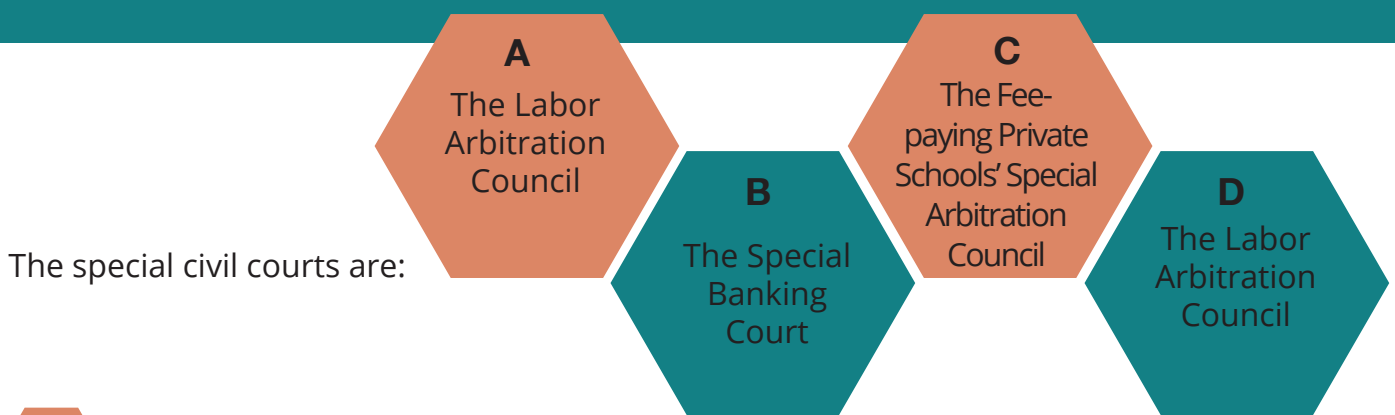 The special civil courts are:
A
The Labor
Arbitration
Council
B
The Special
Banking
Court
C
The Fee-
paying Private
Schools’ Special
Arbitration
Council
D
The Labor
Arbitration
Council